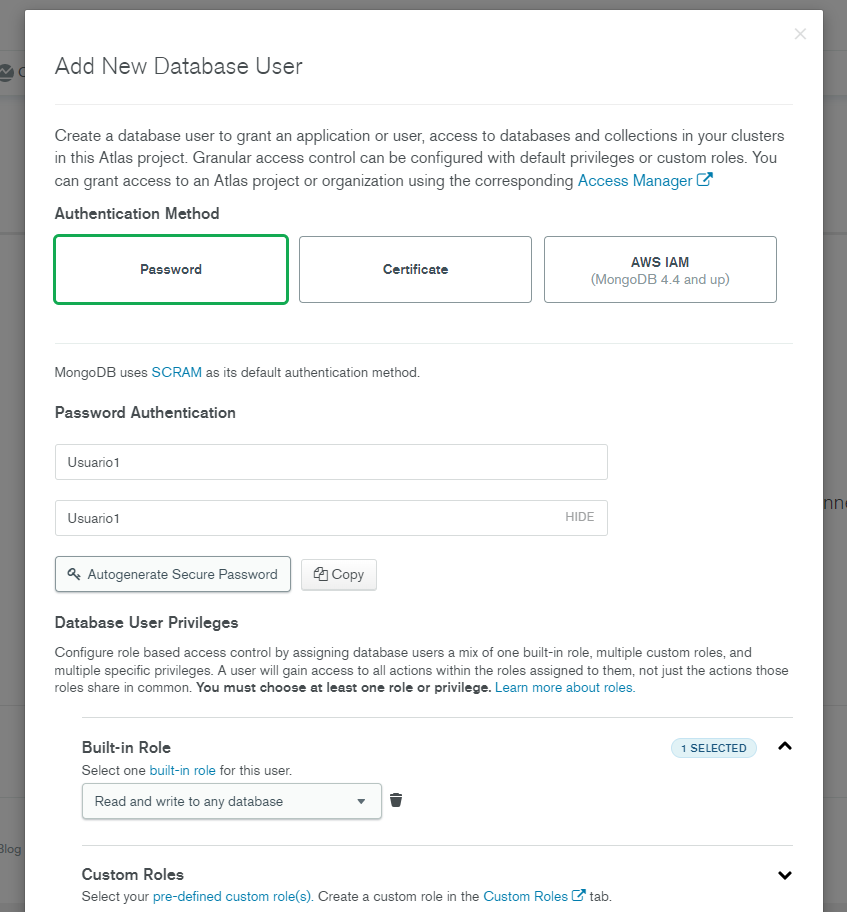 Add New Database User
Create a database user to grant an application or user, access to databases and collections in your clusters
in this Atlas project. Granular access control can be configured with default privileges or custom roles. You
can grant access to an Atlas project or organization using the corresponding Access Manager
Authentication Method
Password
Certificate
AWS IAM
(MongoDB 4.4 and up)
MongoDB uses SCRAM as its default authentication method.
Password Authentication
Usuario1
Usuario1 HIDE
Autogenerate Secure Password Copy
Database User Privileges
Configure role based access control by assigning database users a mix of one built-in role, multiple custom roles, and
multiple specific privileges. A user will gain access to all actions within the roles assigned to them, not just the actions those
roles share in common. You must choose at least one role or privilege. Learn more about roles.
Built-in Role 1 SELECTED
Select one built-in role for this user.
Read and write to any database
Blog
Custom Roles
Select your pre-defined custom role(s). Create a custom role in the Custom Roles tab.